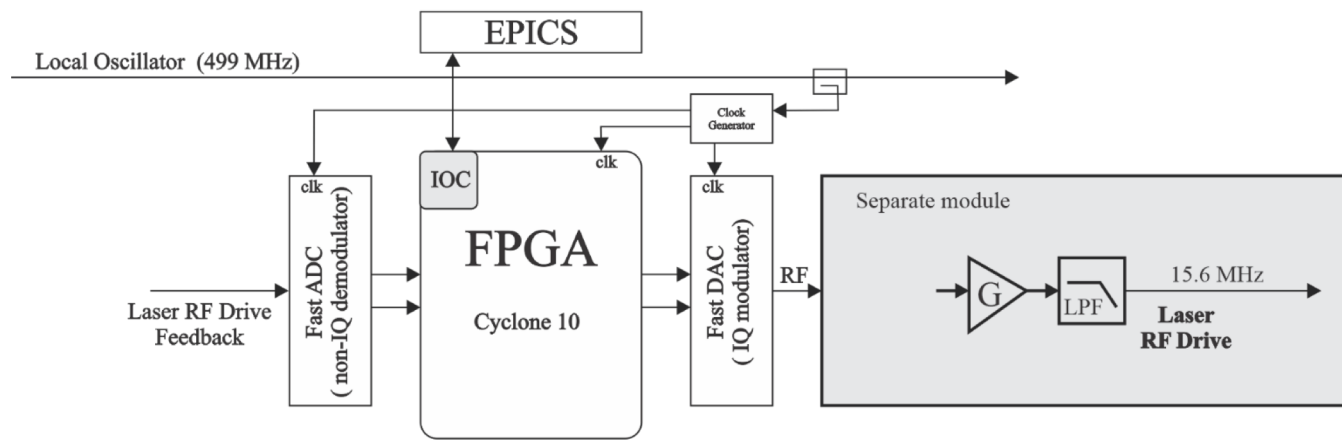 EPICS
Local Oscillator (499 MHz)
Clock
Generator
clk
clk
clk
IOC
Separate module
FPGA
Cyclone 10
Fast ADC
( non-IQ demodulator)
Fast DAC
( IQ modulator)
Laser RF Drive
Feedback
RF
G
LPF
15.6 MHz
Laser
RF Drive